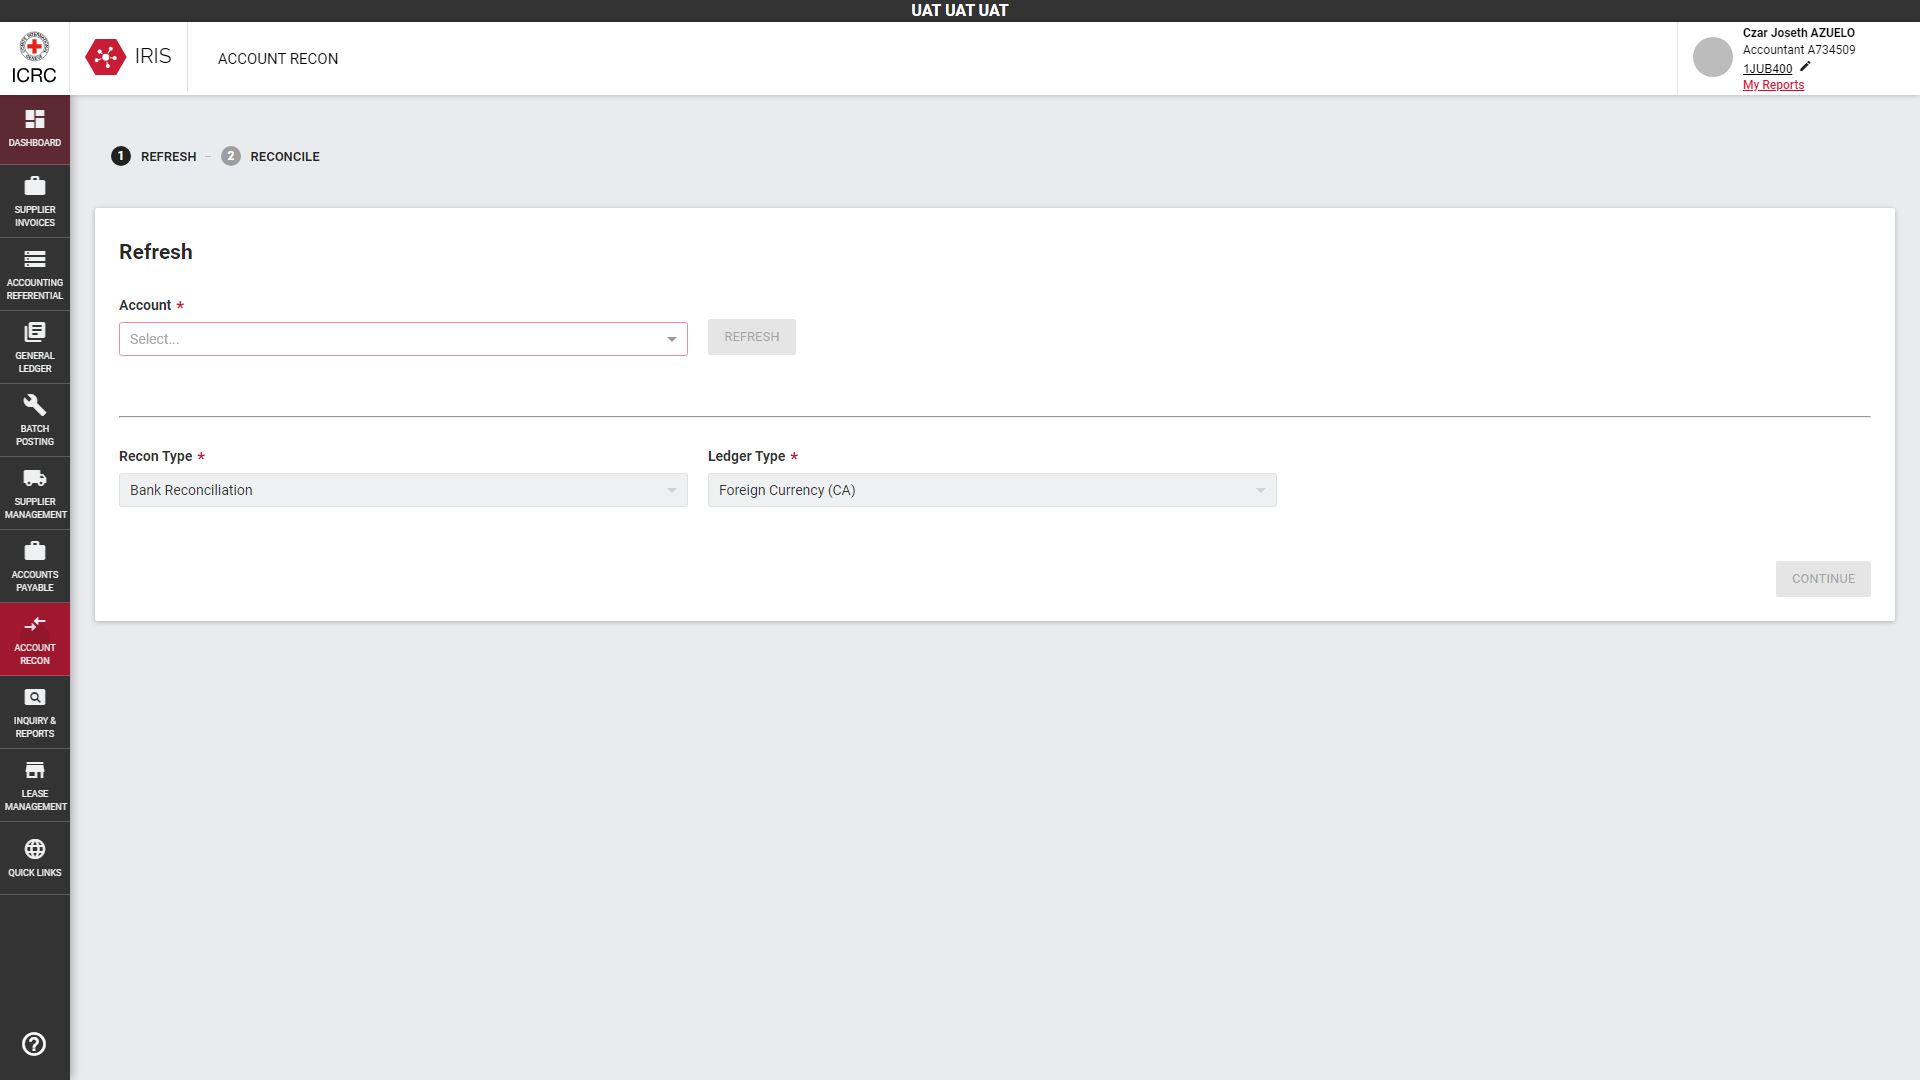 UAT UAT UAT
ICRC
IRIS
ACCOUNT RECON
Czar Joseth AZUELO
Accountant A734509
1JUB400
My Reports
DASHBOARD
SUPPLIER
INVOICES
ACCOUNTING
REFERENTIAL
GENERAL
LEDGER
BATCH
POSTING
SUPPLIER
MANAGEMENT
ACCOUNTS
PAYABLE
ACCOUNT
RECON
INQUIRY &
REPORTS
LEASE
MANAGEMENT
QUICK LINKS
1 REFRESH – 2 RECONCILE
Refresh
Account *
Select...
REFRESH
Recon Type *
Ledger Type *
Bank Reconciliation
Foreign Currency (CA)
CONTINUE